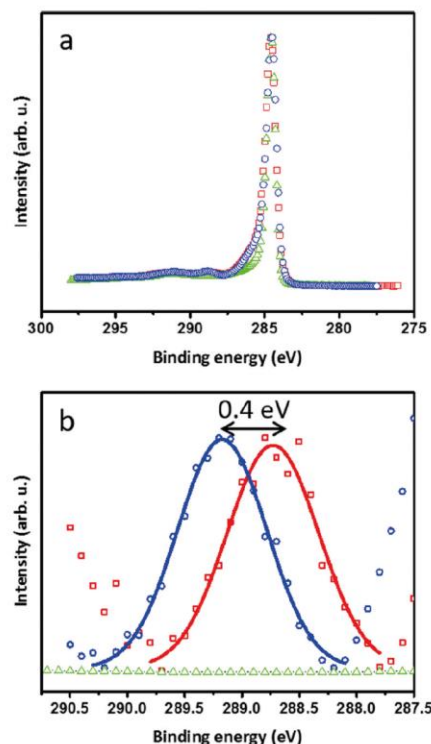 a
Intensity (arb. u.)
300 295 290 285 280 275
Binding energy (eV)
b
0.4 eV
Intensity (arb. u.)
290.5 290.0 289.5 289.0 288.5 288.0 287.5
Binding energy (eV)